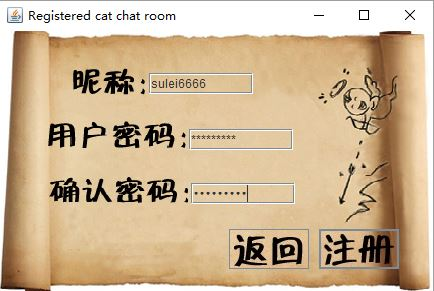 Registered cat chat room
昵称:sulei6666
用户密码:*********
确认密码:•••••••••
返回 注册